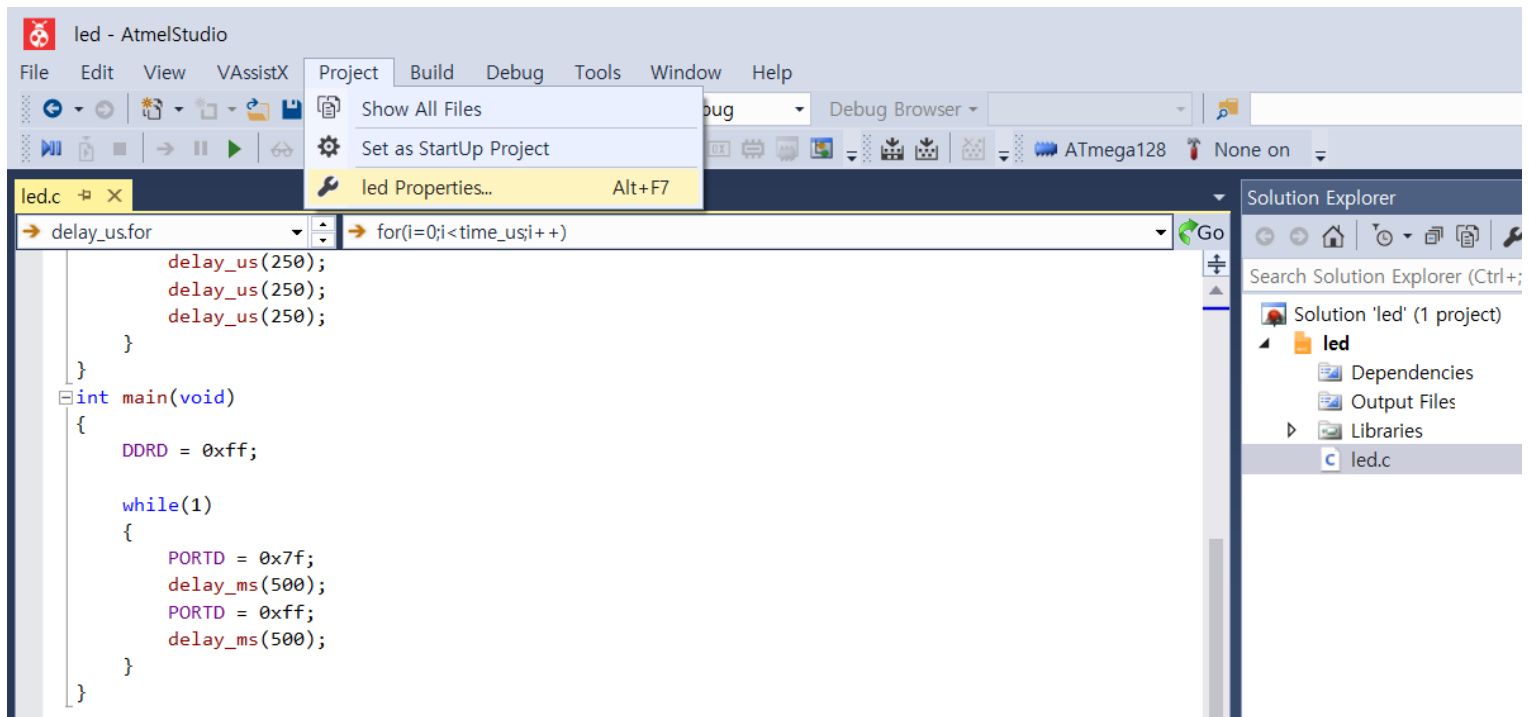 led - AtmelStudio
File Edit View VAssistX Project Build Debug Tools Window Help
Show All Files
bug Debug Browser
Set as StartUp Project
ATmega128 None on
led Properties... Alt+F7
led.c
Solution Explorer
delay_us.for for(i=0;i<time_us;i++) Go
Search Solution Explorer (Ctrl+;
delay_us(250);
delay_us(250);
delay_us(250);
}
}
int main(void)
{
DDRD = 0xff;
while(1)
{
PORTD = 0x7f;
delay_ms(500);
PORTD = 0xff;
delay_ms(500);
}
}
Solution 'led' (1 project)
led
Dependencies
Output Files
Libraries
led.c